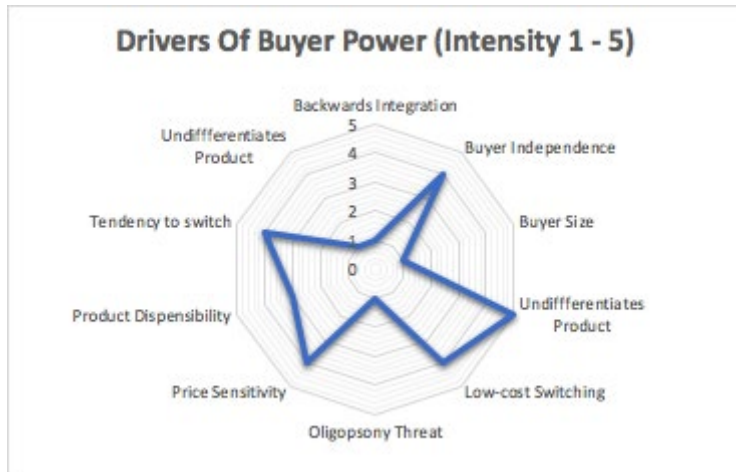 Drivers Of Buyer Power (Intensity 1 - 5)
Backwards Integration
Undiffferentiates
Product
5
4
3
2
1
0
Buyer Independence
Tendency to switch
Buyer Size
Product Dispensibility
Undiffferentiates
Product
Price Sensitivity
Low-cost Switching
Oligopsony Threat